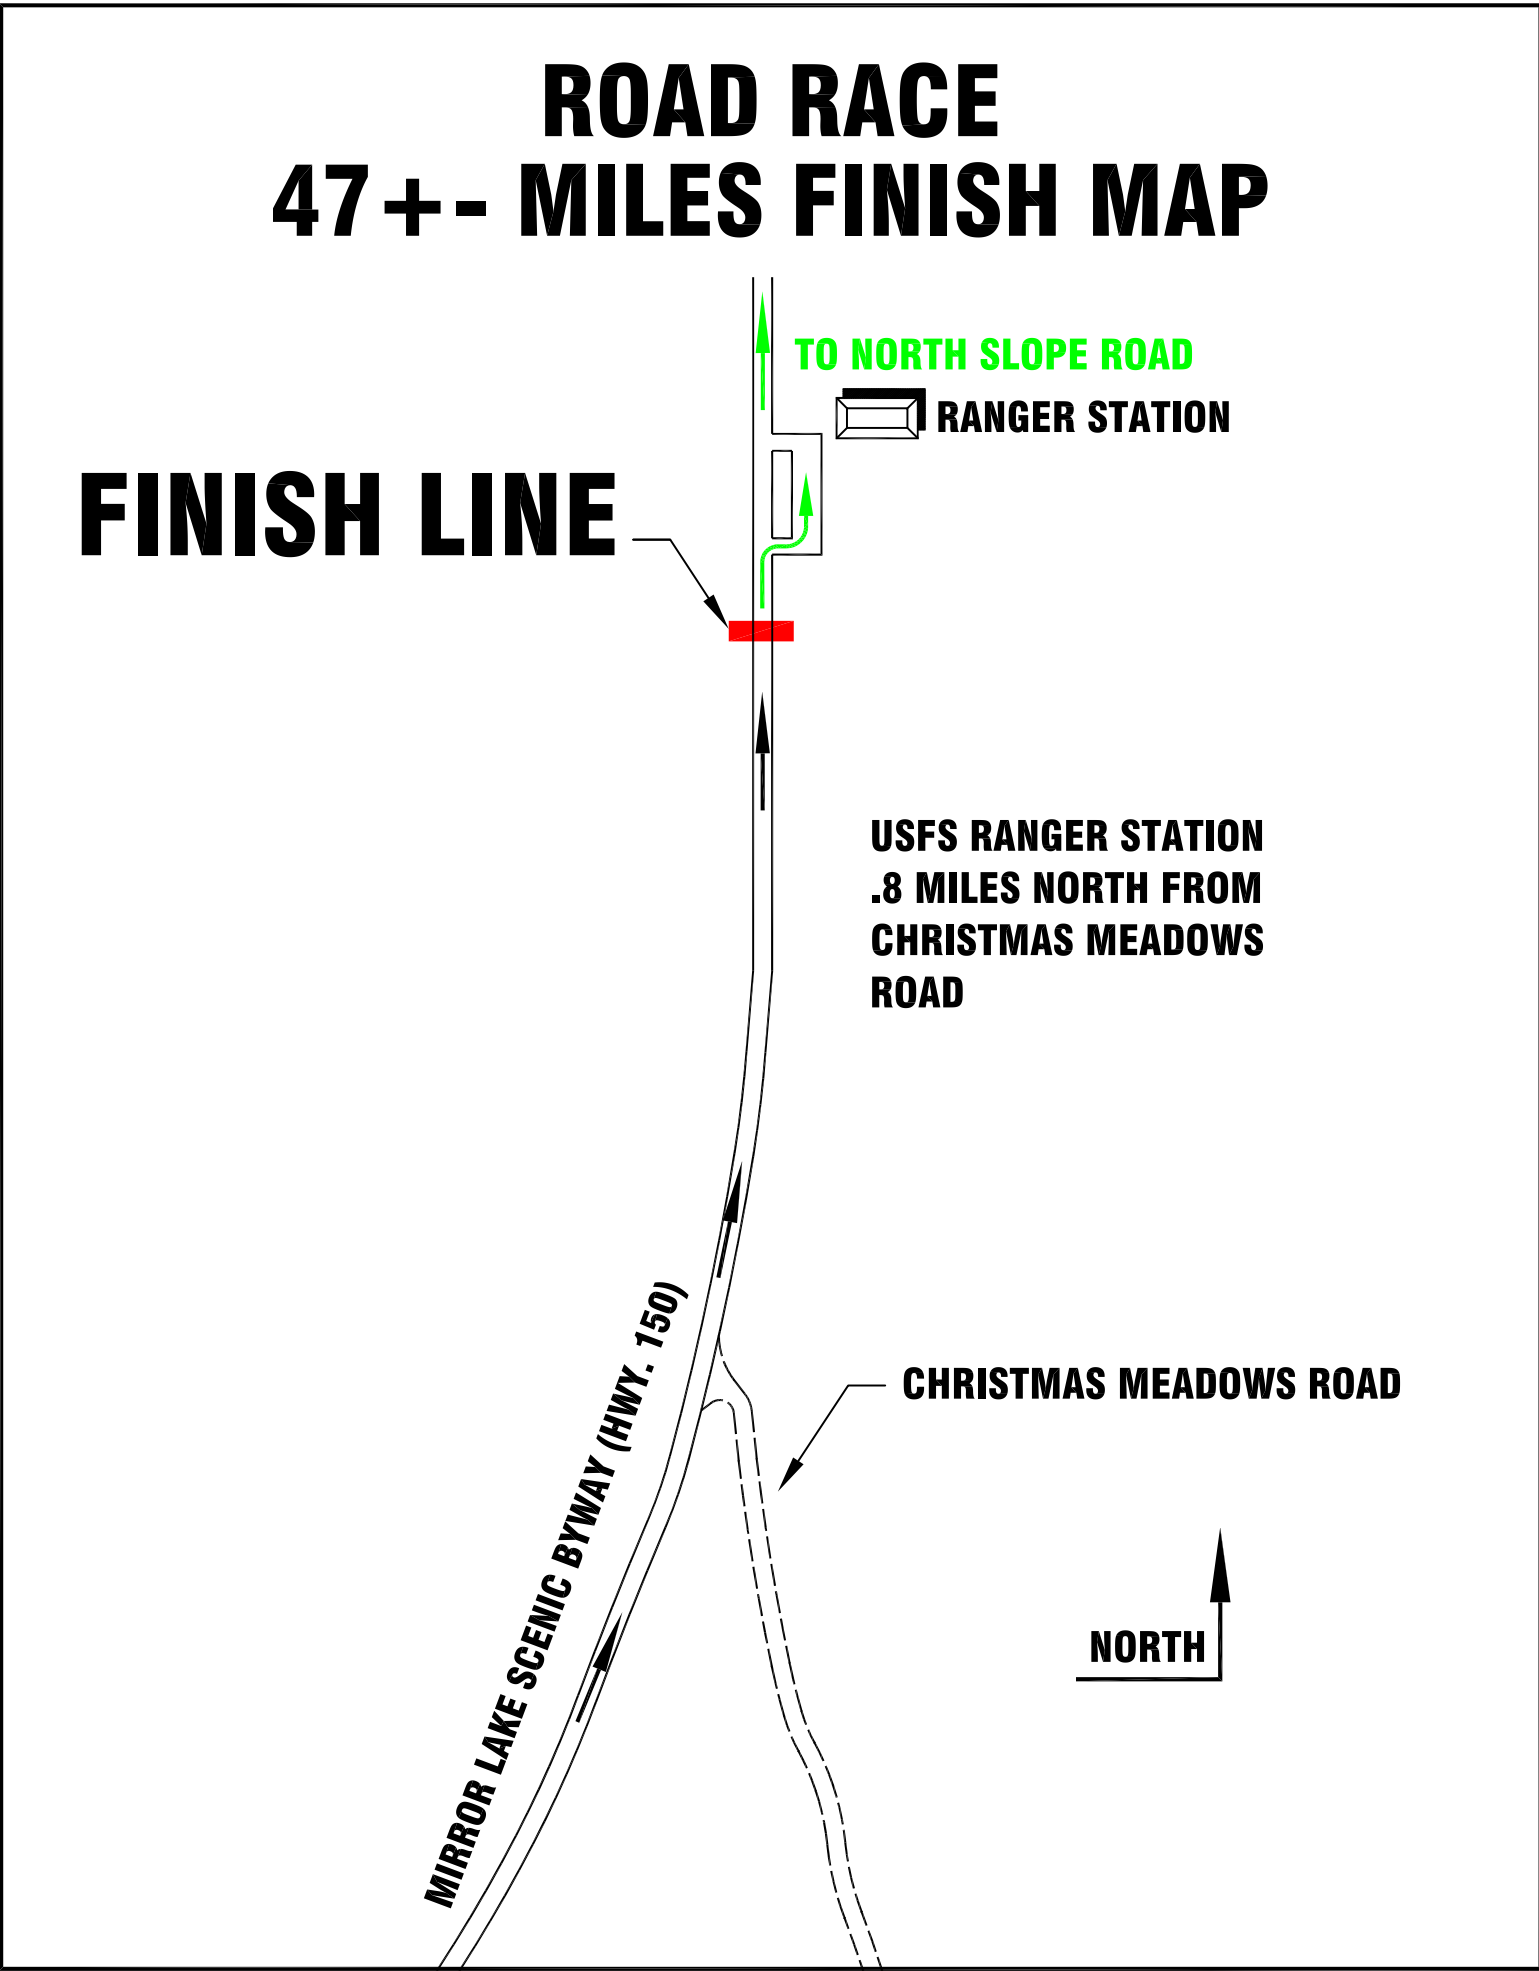 ROAD RACE
47+- MILES FINISH MAP
TO NORTH SLOPE ROAD
RANGER STATION
FINISH LINE
USFS RANGER STATION
.8 MILES NORTH FROM
CHRISTMAS MEADOWS
ROAD
MIRROR LAKE SCENIC BYWAY (HWY. 150)
CHRISTMAS MEADOWS ROAD
NORTH